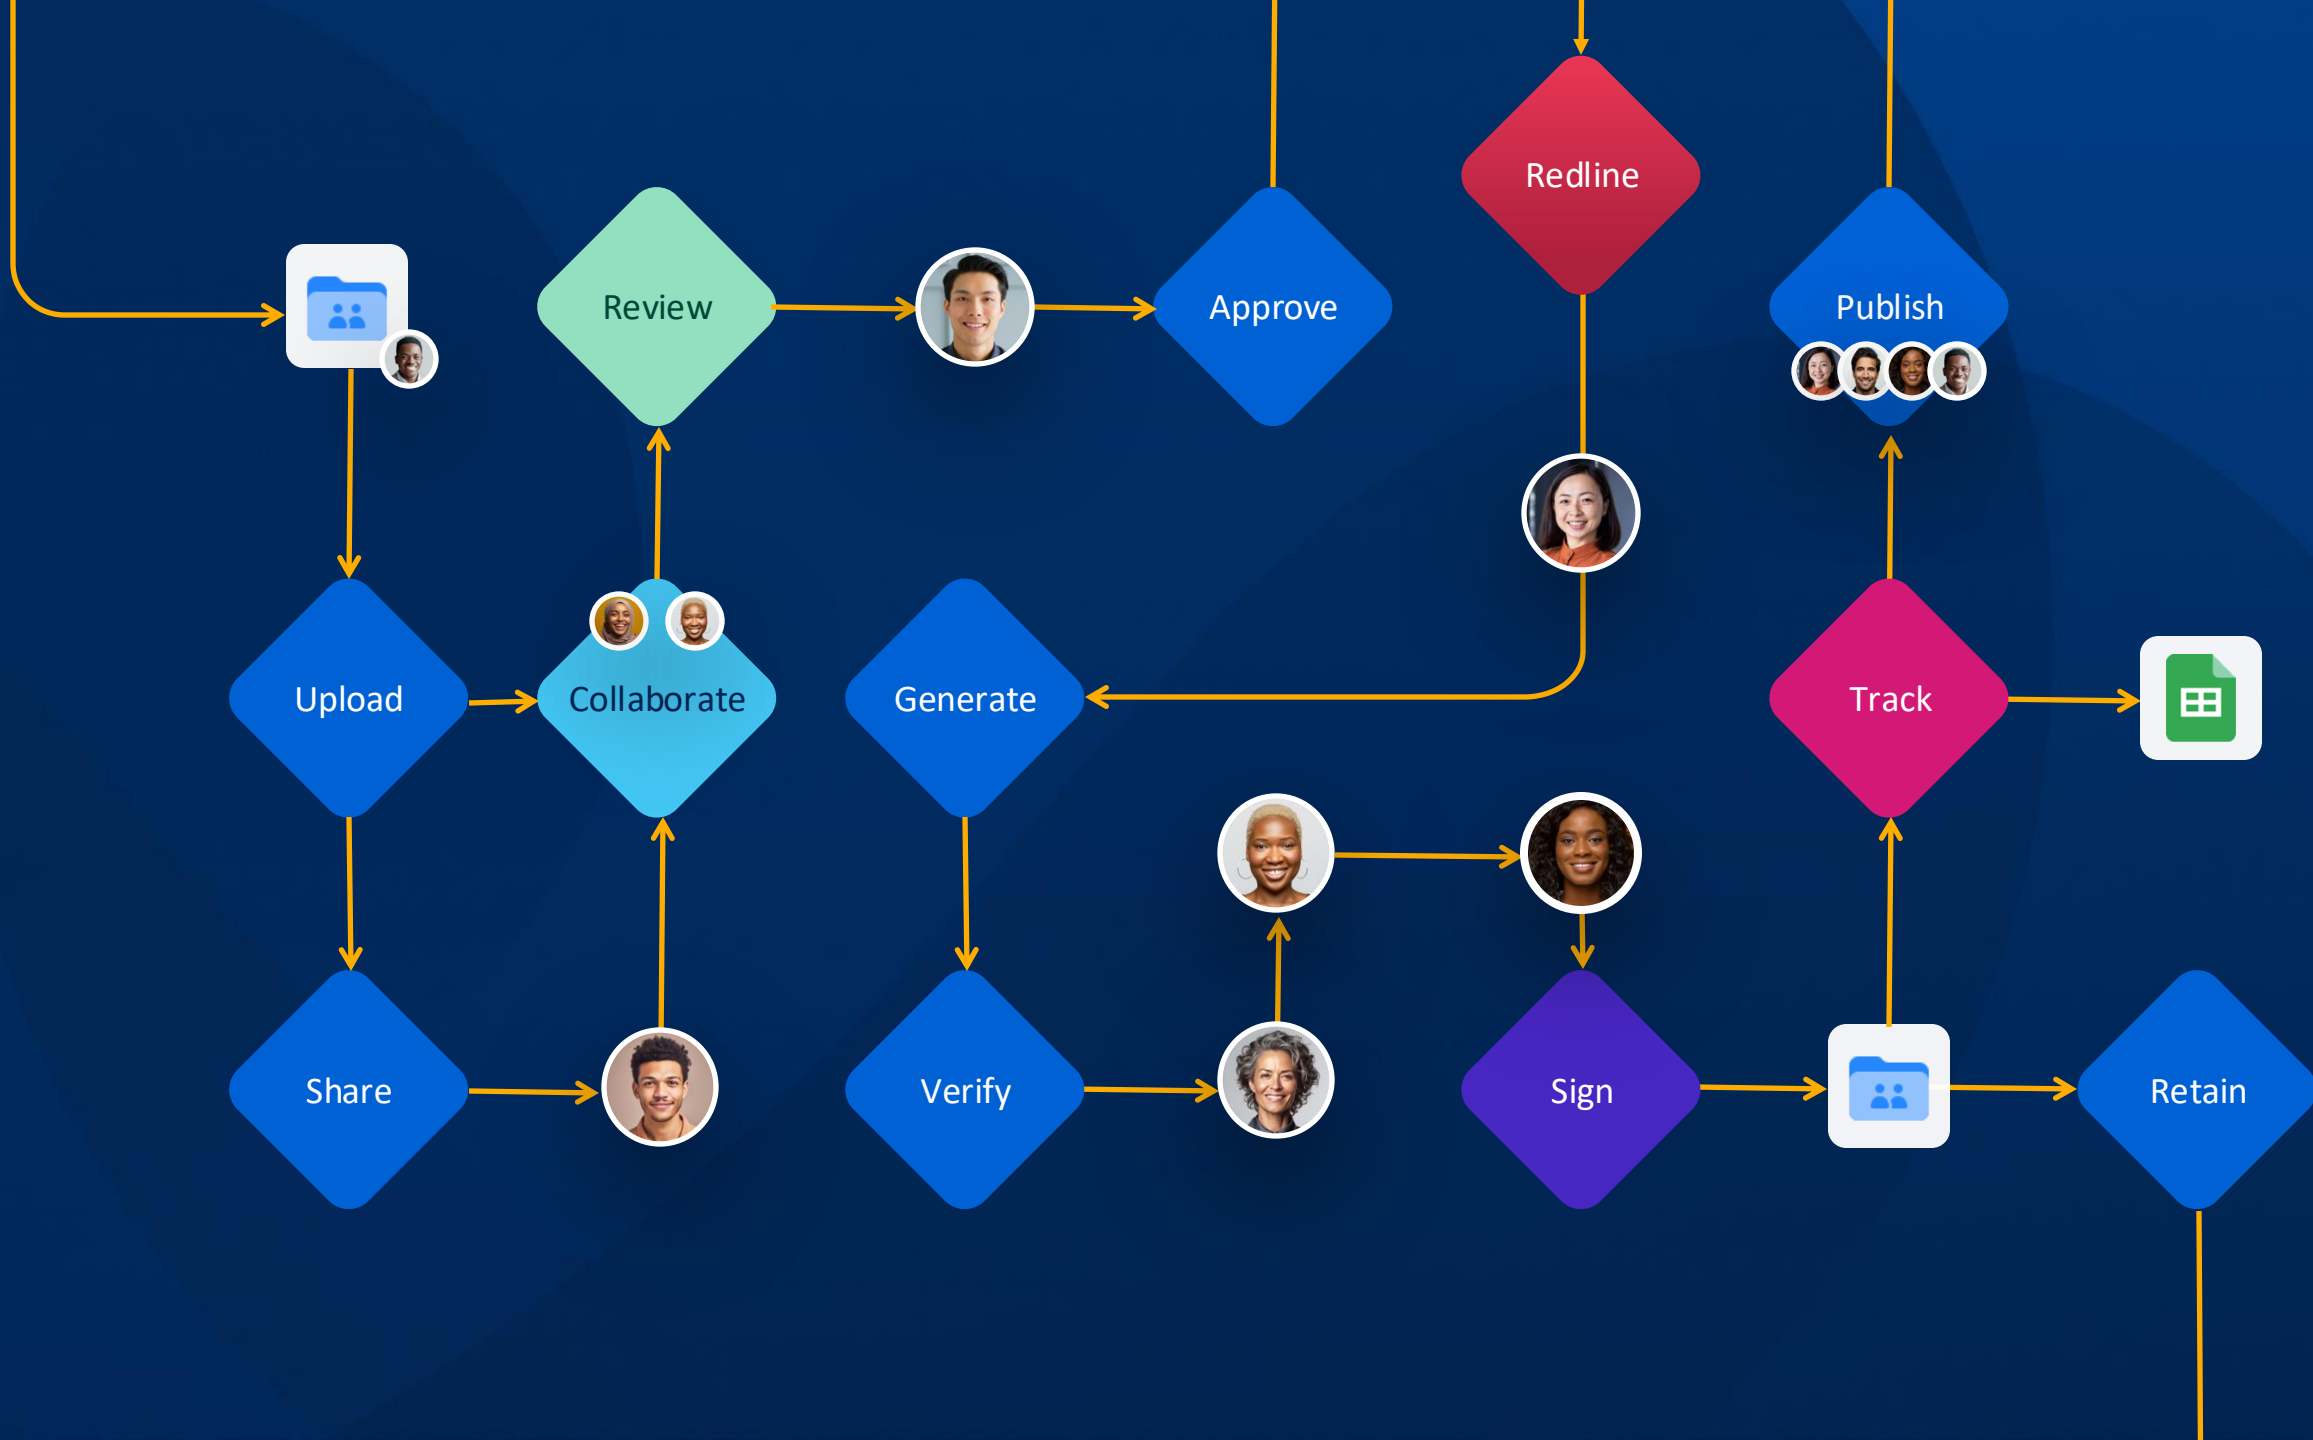 Redline
Review
Approve
Publish
Upload
Collaborate
Generate
Track
Share
Verify
Sign
Retain